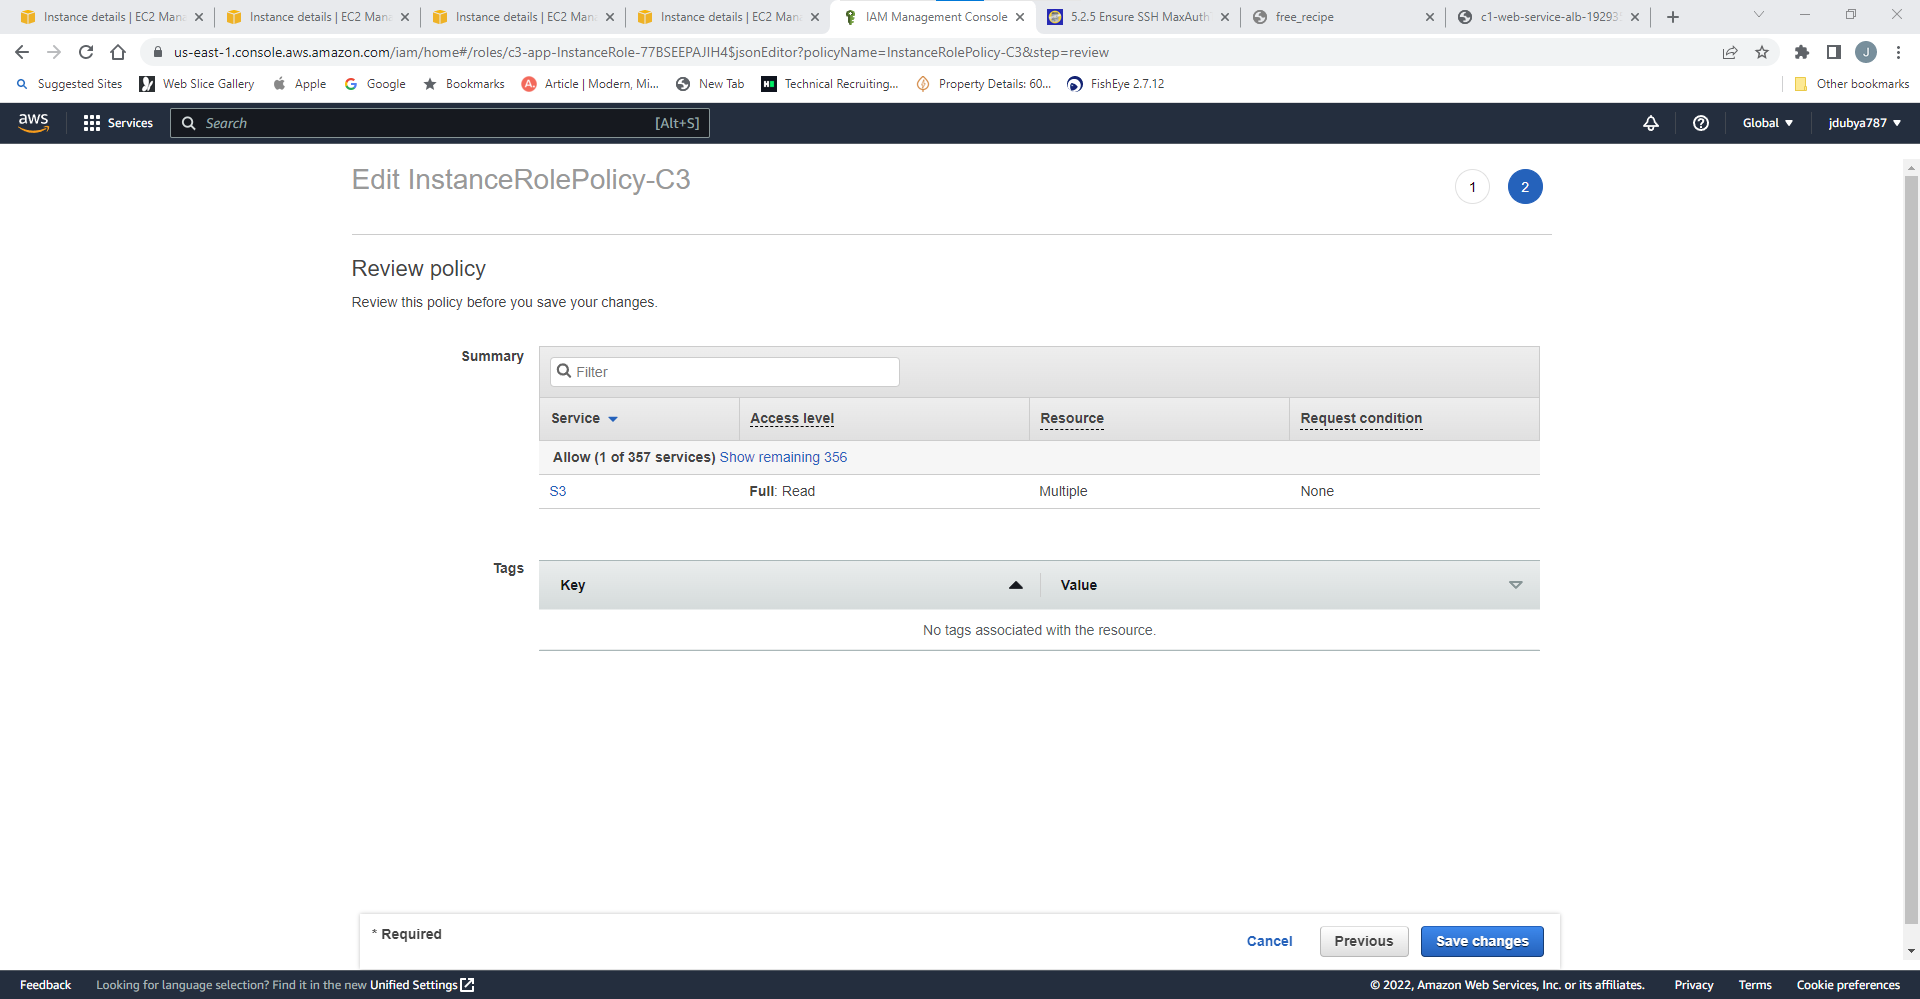 Instance details | EC2 Mana
Instance details | EC2 Mana
Instance details | EC2 Mana
Instance details | EC2 Mana
IAM Management Console
5.2.5 Ensure SSH MaxAuth
free_recipe
c1-web-service-alb-19293
us-east-1.console.aws.amazon.com/iam/home#/roles/c3-app-InstanceRole-77BSEEPAJIH4$jsonEditor?policyName=InstanceRolePolicy-C3&step=review
J
Suggested Sites
Web Slice Gallery
Apple
Google
Bookmarks
Article | Modern, Mi...
New Tab
Technical Recruiting...
Property Details: 60...
FishEye 2.7.12
Other bookmarks
aws
Services
Search
[Alt+S]
Global
jdubya787
Edit InstanceRolePolicy-C3
1
2
Review policy
Review this policy before you save your changes.
Summary
Filter
Service
Access level
Resource
Request condition
Allow (1 of 357 services) Show remaining 356
S3
Full: Read
Multiple
None
Tags
Key
Value
No tags associated with the resource.
* Required
Cancel
Previous
Save changes
Feedback
Looking for language selection? Find it in the new Unified Settings
© 2022, Amazon Web Services, Inc. or its affiliates.
Privacy
Terms
Cookie preferences